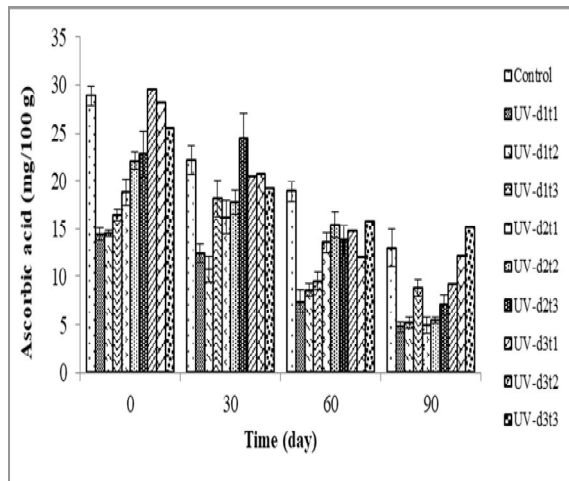 Ascorbic acid (mg/100 g)
35
30
25
20
15
10
5
0
0 30 60 90
Time (day)
Control
UV-d1t1
UV-d1t2
UV-d1t3
UV-d2t1
UV-d2t2
UV-d2t3
UV-d3t1
UV-d3t2
UV-d3t3